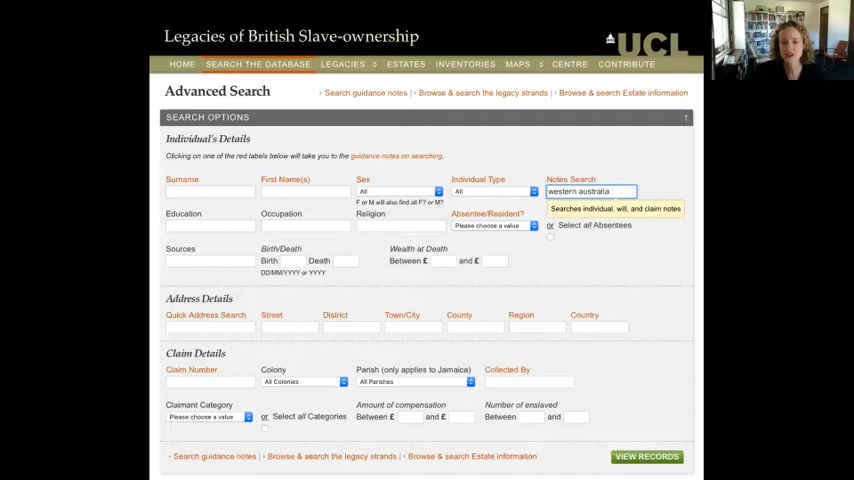 Legacies of British Slave-ownership
UCL
HOME SEARCH THE DATABASE LEGACIES ESTATES INVENTORIES MAPS CENTRE CONTRIBUTE
Advanced Search
Search guidance notes | Browse & search the legacy strands | Browse & search Estate information
SEARCH OPTIONS ↑
Individual's Details
Clicking on one of the red labels below will take you to the guidance notes on searching.
Surname First Name(s) Sex Individual Type Notes Search
All All western australia
F or M will also find all F? or M?
Searches individual, will, and claim notes
Education Occupation Religion Absentee/Resident?
Please choose a value or Select all Absentees
Sources Birth/Death Wealth at Death
Birth Death Between £ and £
DD/MM/YYYY or YYYY
Address Details
Quick Address Search Street District Town/City County Region Country
Claim Details
Claim Number Colony Parish (only applies to Jamaica) Collected By
All Colonies All Parishes
Claimant Category Amount of compensation Number of enslaved
Please choose a value or Select all Categories Between £ and £ Between and
Search guidance notes | Browse & search the legacy strands | Browse & search Estate information VIEW RECORDS